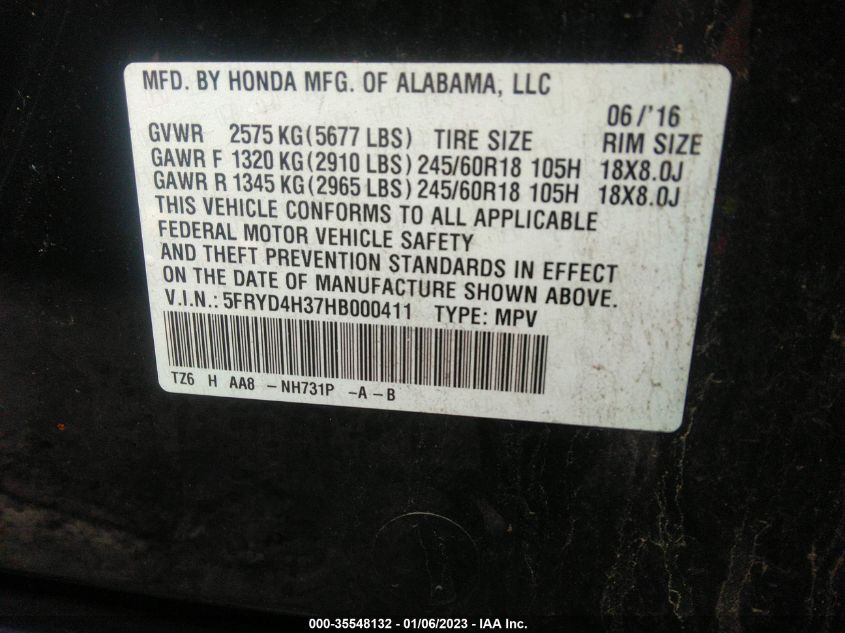 MFD. BY HONDA MFG. OF ALABAMA, LLC
06/'16
GVWR 2575 KG(5677 LBS) TIRE SIZE RIM SIZE
GAWR F 1320 KG(2910 LBS) 245/60R18 105H 18X8.0J
GAWR R 1345 KG(2965 LBS) 245/60R18 105H 18X8.0J
THIS VEHICLE CONFORMS TO ALL APPLICABLE
FEDERAL MOTOR VEHICLE SAFETY
AND THEFT PREVENTION STANDARDS IN EFFECT
ON THE DATE OF MANUFACTURE SHOWN ABOVE.
V.I.N.: 5FRYD4H37HB000411 TYPE: MPV
TZ6 H AA8 -NH731P -A-B
000-35548132 - 01/06/2023 - IAA Inc.